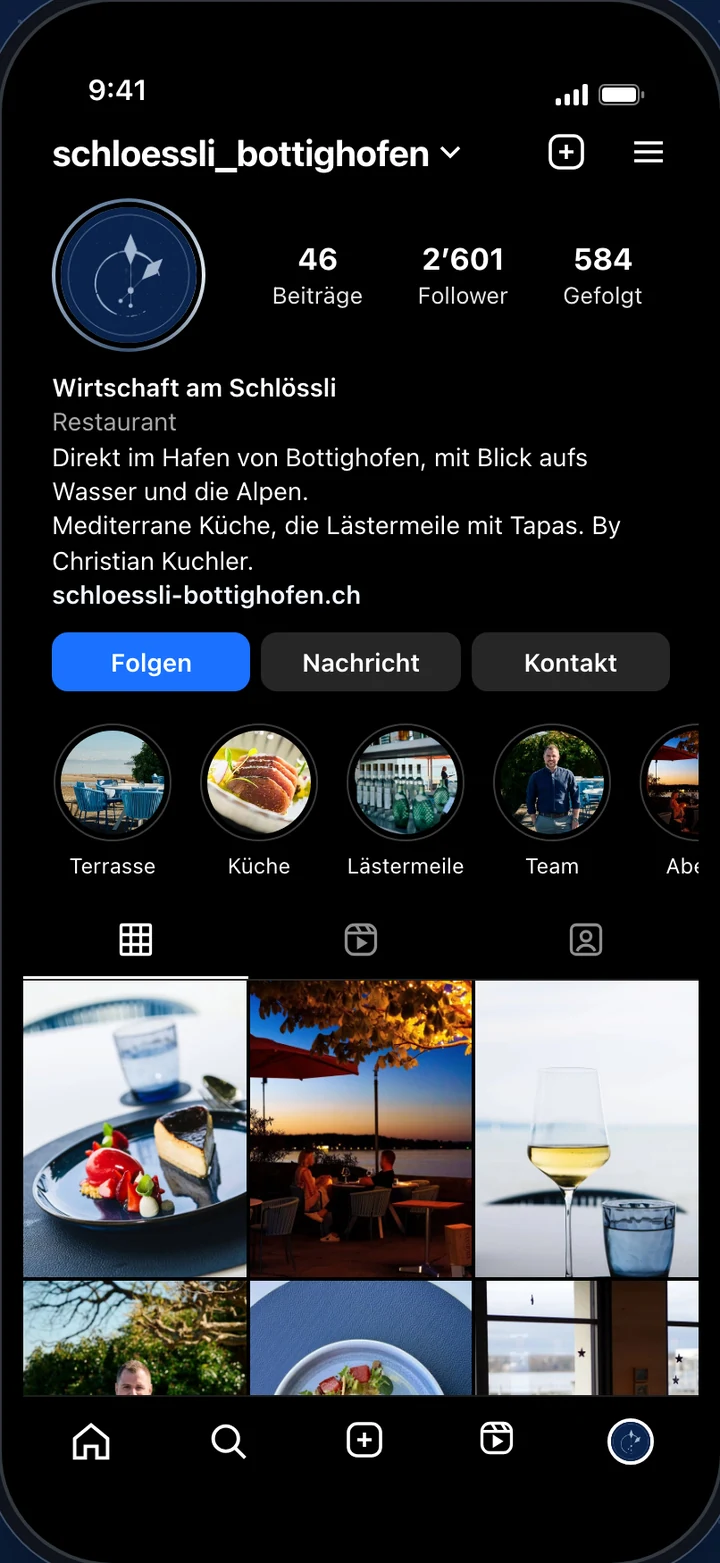 9:41
schloessli_bottighofen
46
2’601
584
Beiträge
Follower
Gefolgt
Wirtschaft am Schlössli
Restaurant
Direkt im Hafen von Bottighofen, mit Blick aufs
Wasser und die Alpen.
Mediterrane Küche, die Lästermeile mit Tapas. By
Christian Kuchler.
schloessli-bottighofen.ch
Folgen
Nachricht
Kontakt
Terrasse
Küche
Lästermeile
Team
Abe